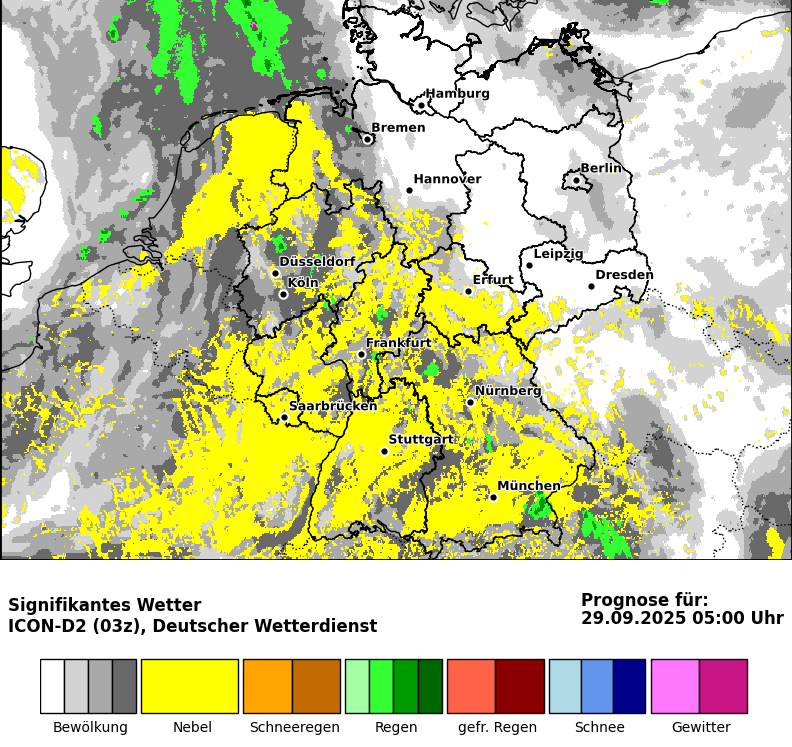 Hamburg
Bremen
Berlin
Hannover
Leipzig
Düsseldorf
Dresden
Köln
Erfurt
Frankfurt
Nürnberg
Saarbrücken
Stuttgart
München
Signifikantes Wetter
ICON-D2 (03z), Deutscher Wetterdienst
Prognose für:
29.09.2025 05:00 Uhr
Bewölkung Nebel Schneeregen Regen gefr. Regen Schnee Gewitter